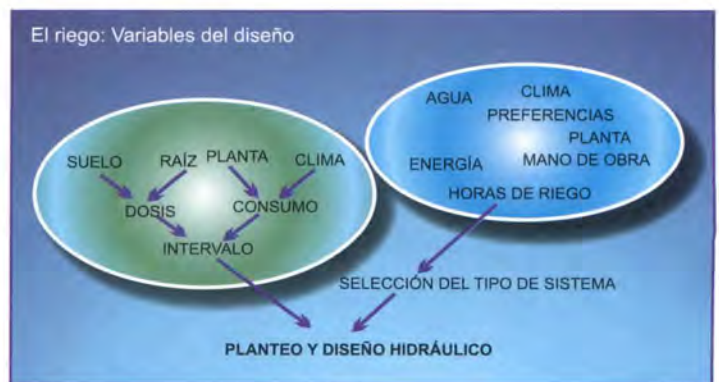 El riego: Variables del diseño
SUELO RAÍZ PLANTA CLIMA
DOSIS CONSUMO
INTERVALO
AGUA CLIMA
PREFERENCIAS
PLANTA
ENERGÍA MANO DE OBRA
HORAS DE RIEGO
SELECCIÓN DEL TIPO DE SISTEMA
PLANTEO Y DISEÑO HIDRÁULICO